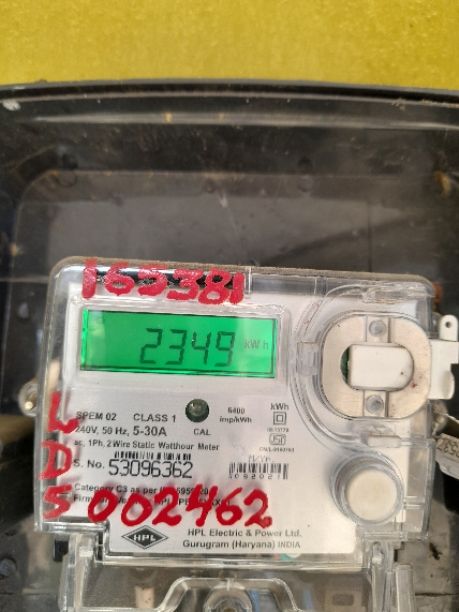 165381
2349 kWh
SPEM 02 CLASS 1
240V, 50 Hz, 5-30A
CAL
6400
imp/kWh
kWh
ac, 1Ph, 2 Wire Static Watthour Meter
S. No. 53096362
Category C3 as per
002462
HPL
HPL Electric & Power Ltd.
Gurugram (Haryana) INDIA